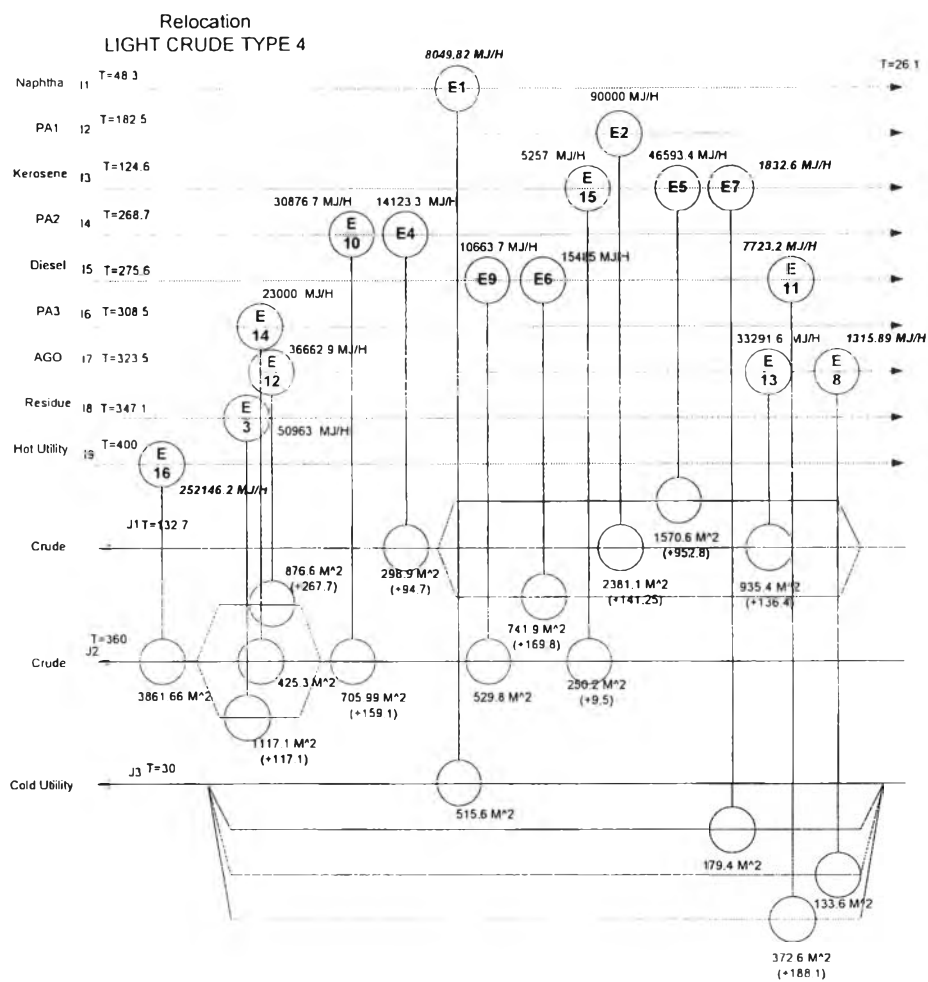 Relocation
LIGHT CRUDE TYPE 4
8049.82 MJ/H
T=26.1
Naphtha I1 T=48.3
E1
90000 MJ/H
PA1 I2 T=182.5
E2
5257 MJ/H 46593.4 MJ/H 1832.6 MJ/H
Kerosene I3 T=124.6
E 15
E5 E7
30876.7 MJ/H 14123.3 MJ/H
PA2 I4 T=268.7
E 10
E4
10663.7 MJ/H
7723.2 MJ/H
Diesel I5 T=275.6
E9 E6
E 11
23000 MJ/H
PA3 I6 T=308.5
E 14
36662.9 MJ/H
33291.6 MJ/H 1315.89 MJ/H
AGO I7 T=323.5
E 12
E 13
E 8
Residue I8 T=347.1
E 3
50963 MJ/H
Hot Utility I9 T=400
E 16
252146.2 MJ/H
J1 T=132.7
Crude
1570.6 M^2
(+952.8)
876.6 M^2
(+267.7)
298.9 M^2
(+94.7)
2381.1 M^2
(+141.25)
935.4 M^2
(+136.4)
741.9 M^2
(+169.8)
T=360
J2
Crude
3861.66 M^2
425.3 M^2
705.99 M^2
(+159.1)
529.8 M^2
250.2 M^2
(+9.5)
1117.1 M^2
(+117.1)
J3 T=30
Cold Utility
515.6 M^2
179.4 M^2
133.6 M^2
372.6 M^2
(+188.1)